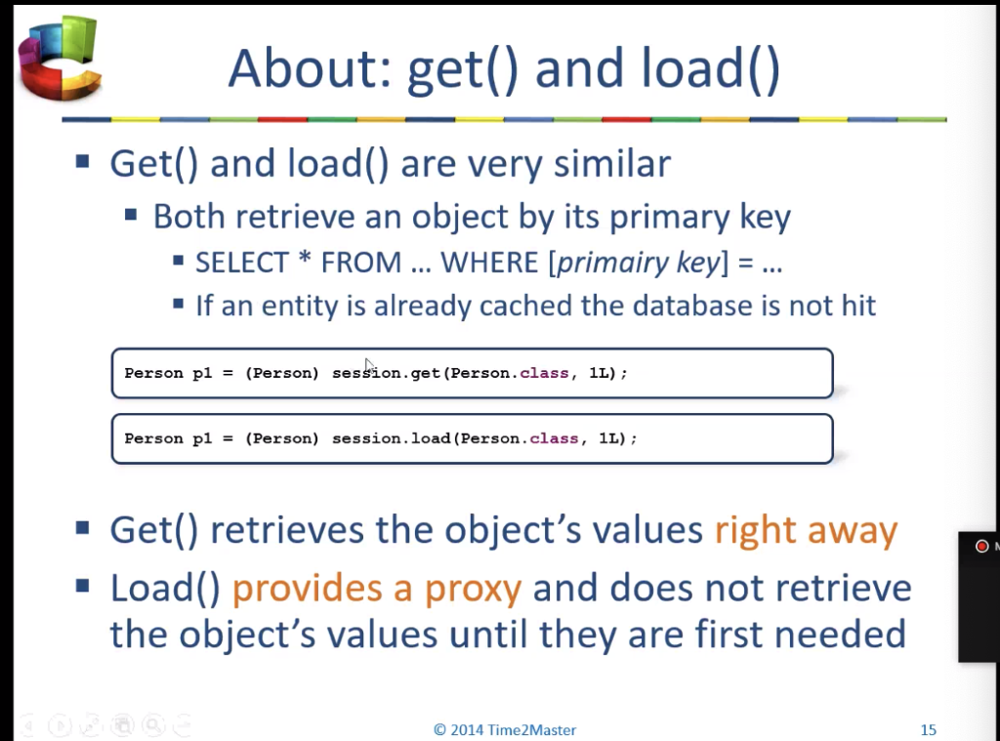 About: get() and load()
Get() and load() are very similar
Both retrieve an object by its primary key
SELECT * FROM … WHERE [primairy key] = …
If an entity is already cached the database is not hit
Person p1 = (Person) session.get(Person.class, 1L);
Person p1 = (Person) session.load(Person.class, 1L);
Get() retrieves the object’s values right away
Load() provides a proxy and does not retrieve
the object’s values until they are first needed
© 2014 Time2Master
15